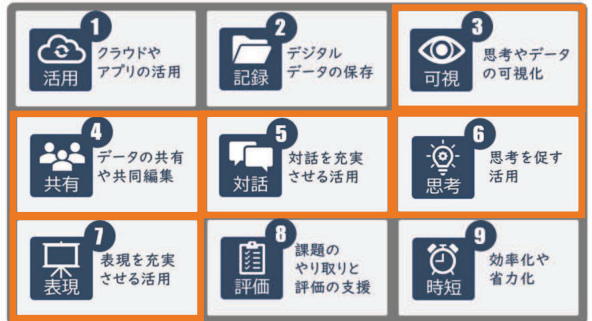 1
活用
クラウドや
アプリの活用
2
記録
デジタル
データの保存
3
可視
思考やデータ
の可視化
4
共有
データの共有
や共同編集
5
対話
対話を充実
させる活用
6
思考
思考を促す
活用
7
表現
表現を充実
させる活用
8
評価
課題の
やり取りと
評価の支援
9
時短
効率化や
省力化